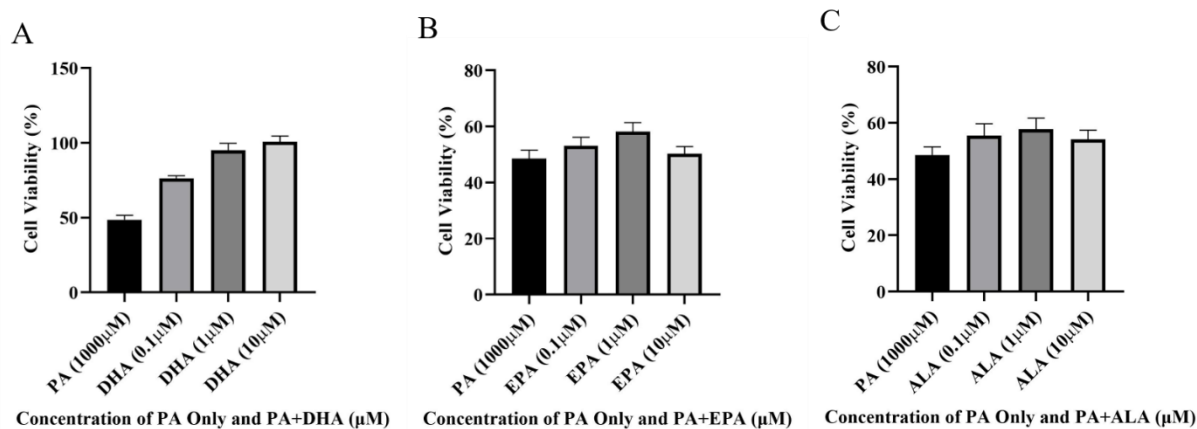 A
Cell Viability (%)
150
100
50
0
PA (1000μM)
DHA (0.1μM)
DHA (1μM)
DHA (10μM)
Concentration of PA Only and PA+DHA (μM)
B
Cell Viability (%)
80
60
40
20
0
PA (1000μM)
EPA (0.1μM)
EPA (1μM)
EPA (10μM)
Concentration of PA Only and PA+EPA (μM)
C
Cell Viability (%)
80
60
40
20
0
PA (1000μM)
ALA (0.1μM)
ALA (1μM)
ALA (10μM)
Concentration of PA Only and PA+ALA (μM)